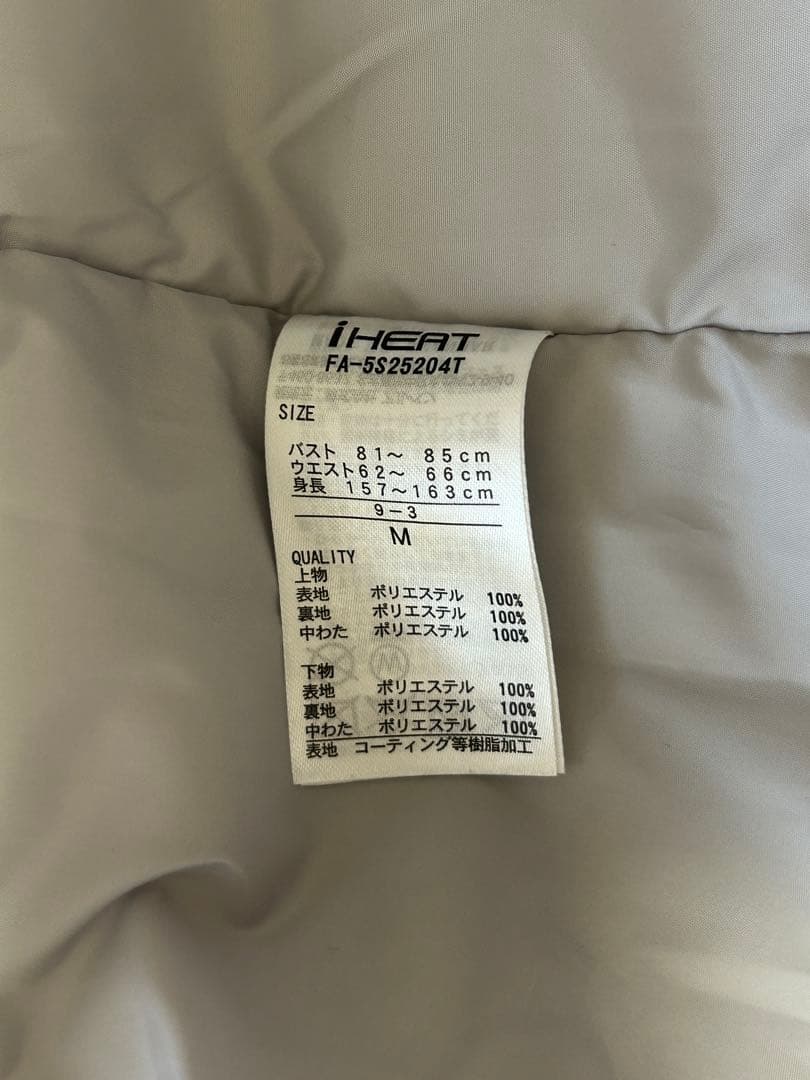 iHEAT
FA-5S25204T
SIZE
バスト 81〜 85cm
ウエスト62〜 66cm
身長 157〜163cm
9-3
M
QUALITY
上物
表地 ポリエステル 100%
裏地 ポリエステル 100%
中わた ポリエステル 100%
下物
表地 ポリエステル 100%
裏地 ポリエステル 100%
中わた ポリエステル 100%
表地 コーティング等樹脂加工